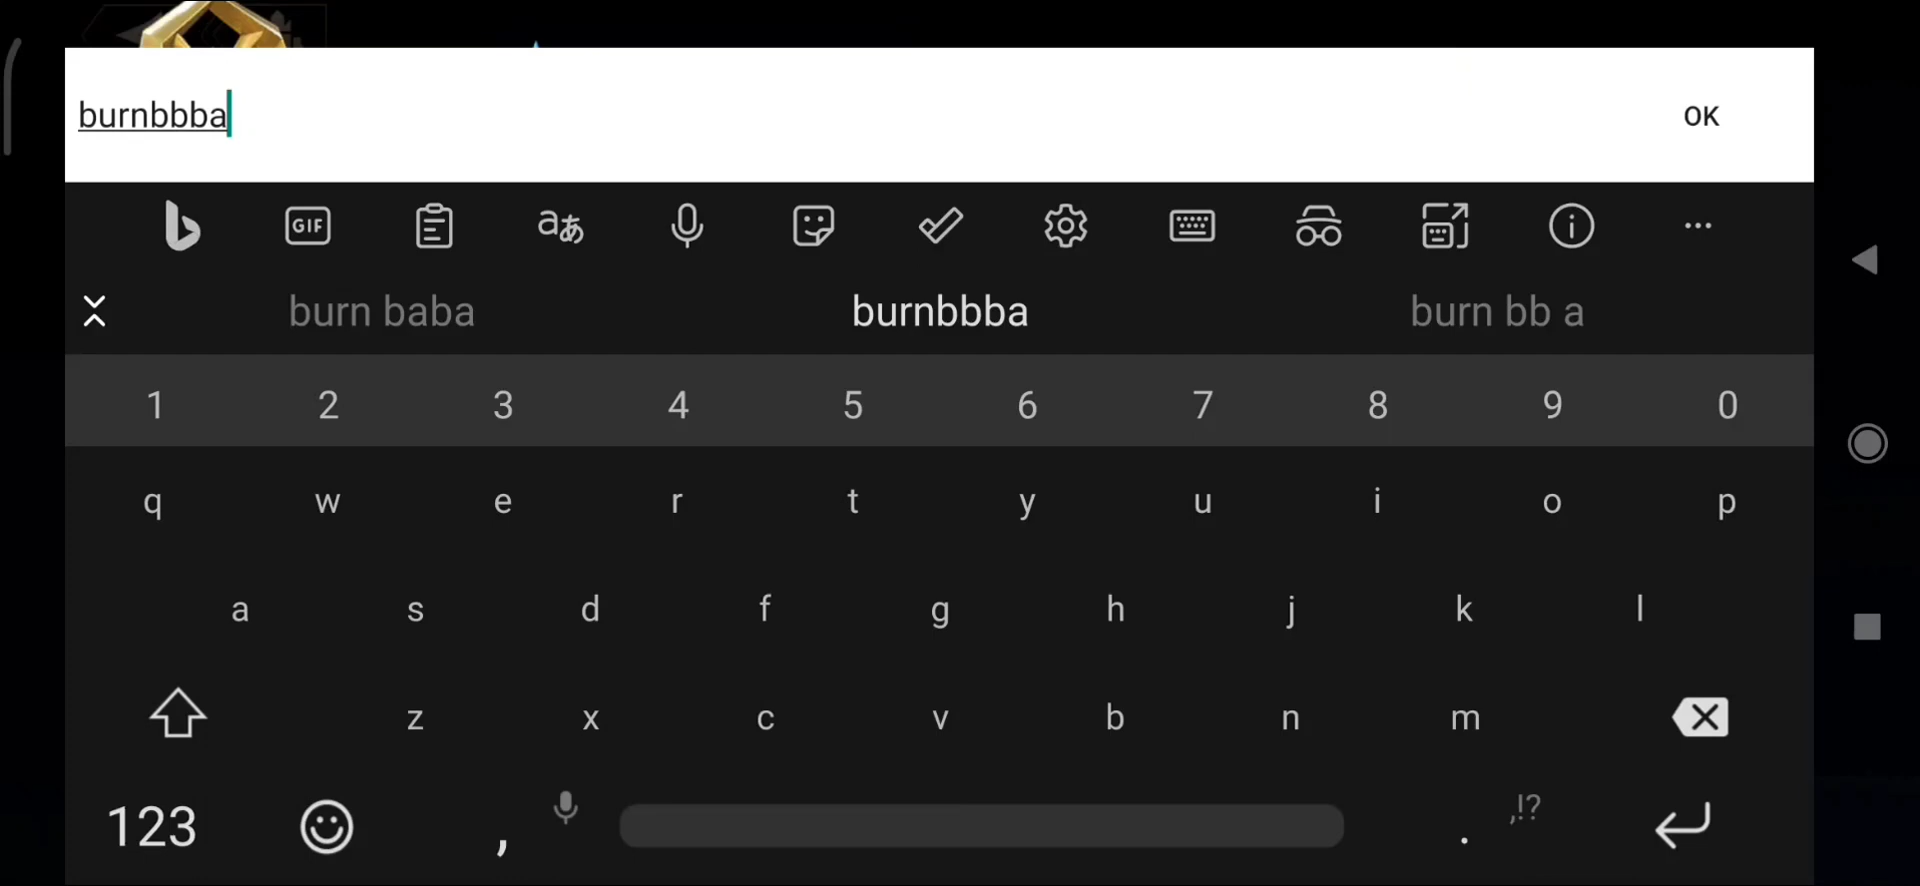 burnbbba OK
GIF aあ
burn baba burnbbba burn bb a
1 2 3 4 5 6 7 8 9 0
q w e r t y u i o p
a s d f g h j k l
z x c v b n m
123 , . ,!?